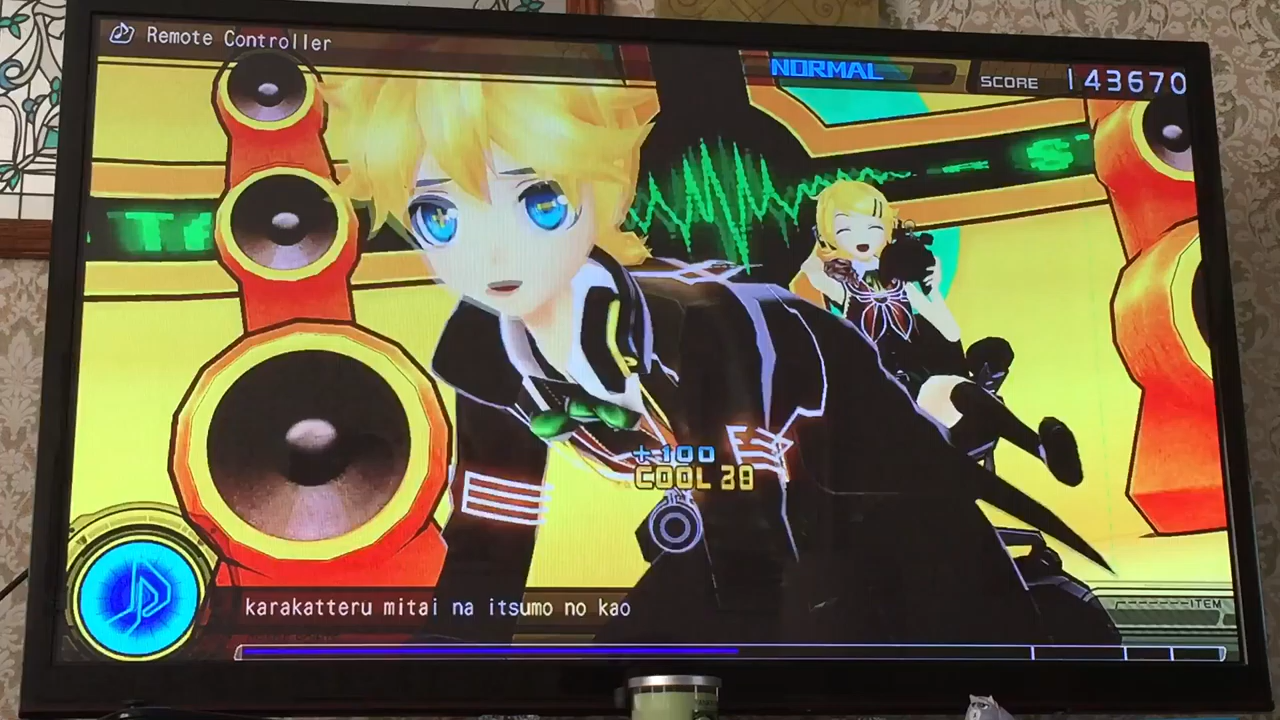 Remote Controller
NORMAL
SCORE 143670
S
+100
COOL 28
karakatteru mitai na itsumo no kao
ITEM